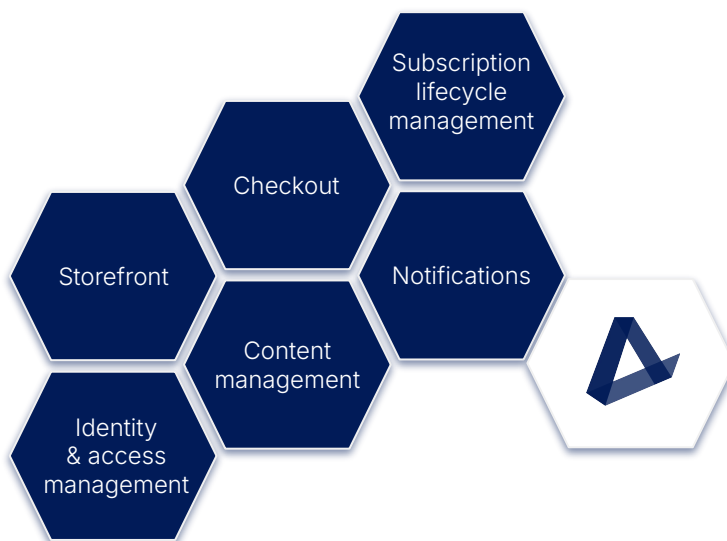 Subscription
lifecycle
management
Checkout
Storefront
Notifications
Content
management
Identity
& access
management